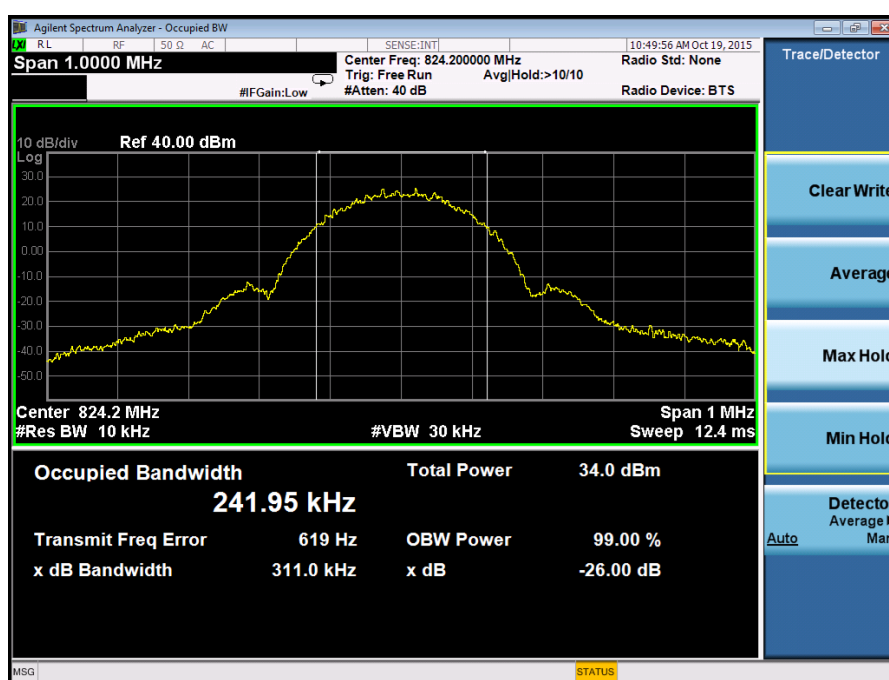 Agilent Spectrum Analyzer - Occupied BW
LXI RL RF 50 Ω AC SENSE:INT 10:49:56 AM Oct 19, 2015
Span 1.0000 MHz
Center Freq: 824.200000 MHz Radio Std: None
Trig: Free Run Avg|Hold:>10/10
#IFGain:Low #Atten: 40 dB Radio Device: BTS
Trace/Detector
10 dB/div Ref 40.00 dBm
Log
30.0
20.0
10.0
0.00
-10.0
-20.0
-30.0
-40.0
-50.0
Center 824.2 MHz Span 1 MHz
#Res BW 10 kHz #VBW 30 kHz Sweep 12.4 ms
Occupied Bandwidth Total Power 34.0 dBm
241.95 kHz
Transmit Freq Error 619 Hz OBW Power 99.00 %
x dB Bandwidth 311.0 kHz x dB -26.00 dB
Clear Write
Average
Max Hold
Min Hold
Detecto
Average
Auto Man
MSG STATUS